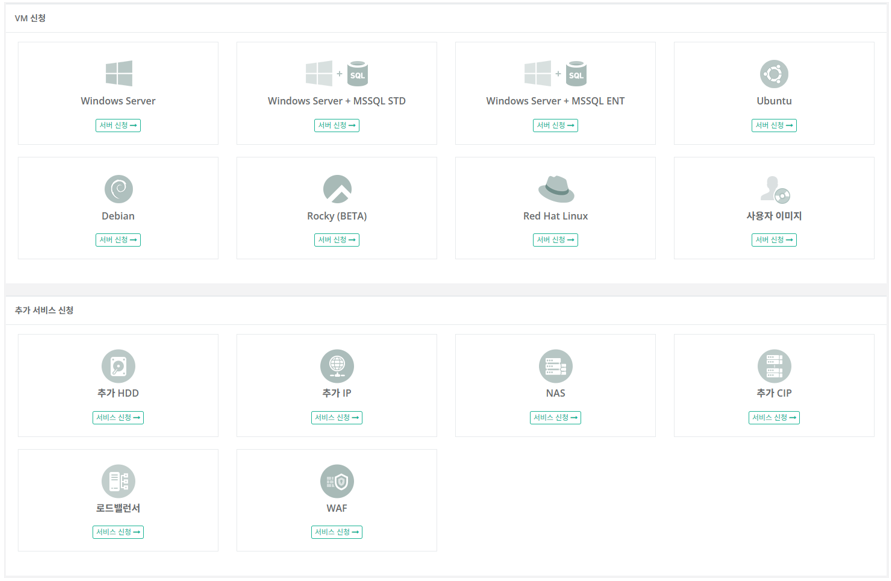 VM 신청
Windows Server
서버 신청 →
+ SQL
Windows Server + MSSQL STD
서버 신청 →
+ SQL
Windows Server + MSSQL ENT
서버 신청 →
Ubuntu
서버 신청 →
Debian
서버 신청 →
Rocky (BETA)
서버 신청 →
Red Hat Linux
서버 신청 →
사용자 이미지
서버 신청 →
추가 서비스 신청
추가 HDD
서비스 신청 →
추가 IP
서비스 신청 →
NAS
서비스 신청 →
추가 CIP
서비스 신청 →
로드밸런서
서비스 신청 →
WAF
서비스 신청 →